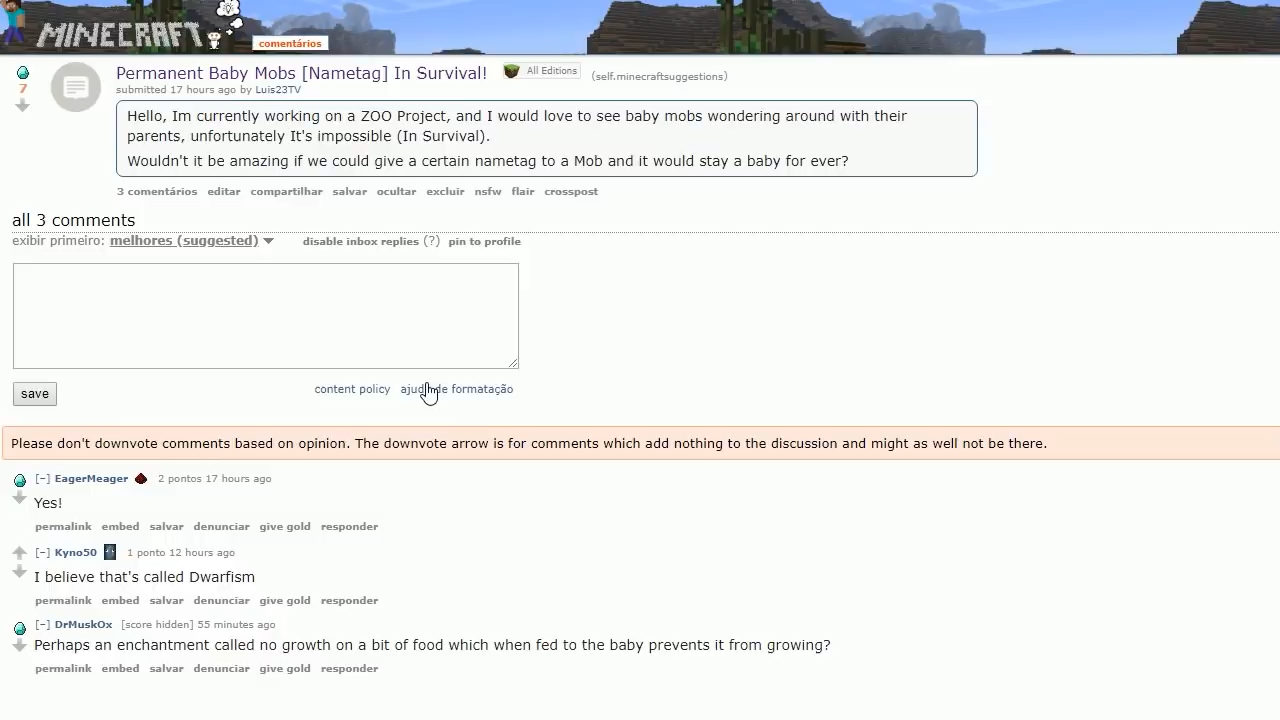 MINECRAFT
comentários
Permanent Baby Mobs [Nametag] In Survival! All Editions (self.minecraftsuggestions)
7
submitted 17 hours ago by Luis23TV
Hello, Im currently working on a ZOO Project, and I would love to see baby mobs wondering around with their
parents, unfortunately It's impossible (In Survival).
Wouldn't it be amazing if we could give a certain nametag to a Mob and it would stay a baby for ever?
3 comentários editar compartilhar salvar ocultar excluir nsfw flair crosspost
all 3 comments
exibir primeiro: melhores (suggested) disable inbox replies (?) pin to profile
save
content policy ajuda de formatação
Please don't downvote comments based on opinion. The downvote arrow is for comments which add nothing to the discussion and might as well not be there.
[–] EagerMeager 2 pontos 17 hours ago
Yes!
permalink embed salvar denunciar give gold responder
[–] Kyno50 1 ponto 12 hours ago
I believe that's called Dwarfism
permalink embed salvar denunciar give gold responder
[–] DrMuskOx [score hidden] 55 minutes ago
Perhaps an enchantment called no growth on a bit of food which when fed to the baby prevents it from growing?
permalink embed salvar denunciar give gold responder